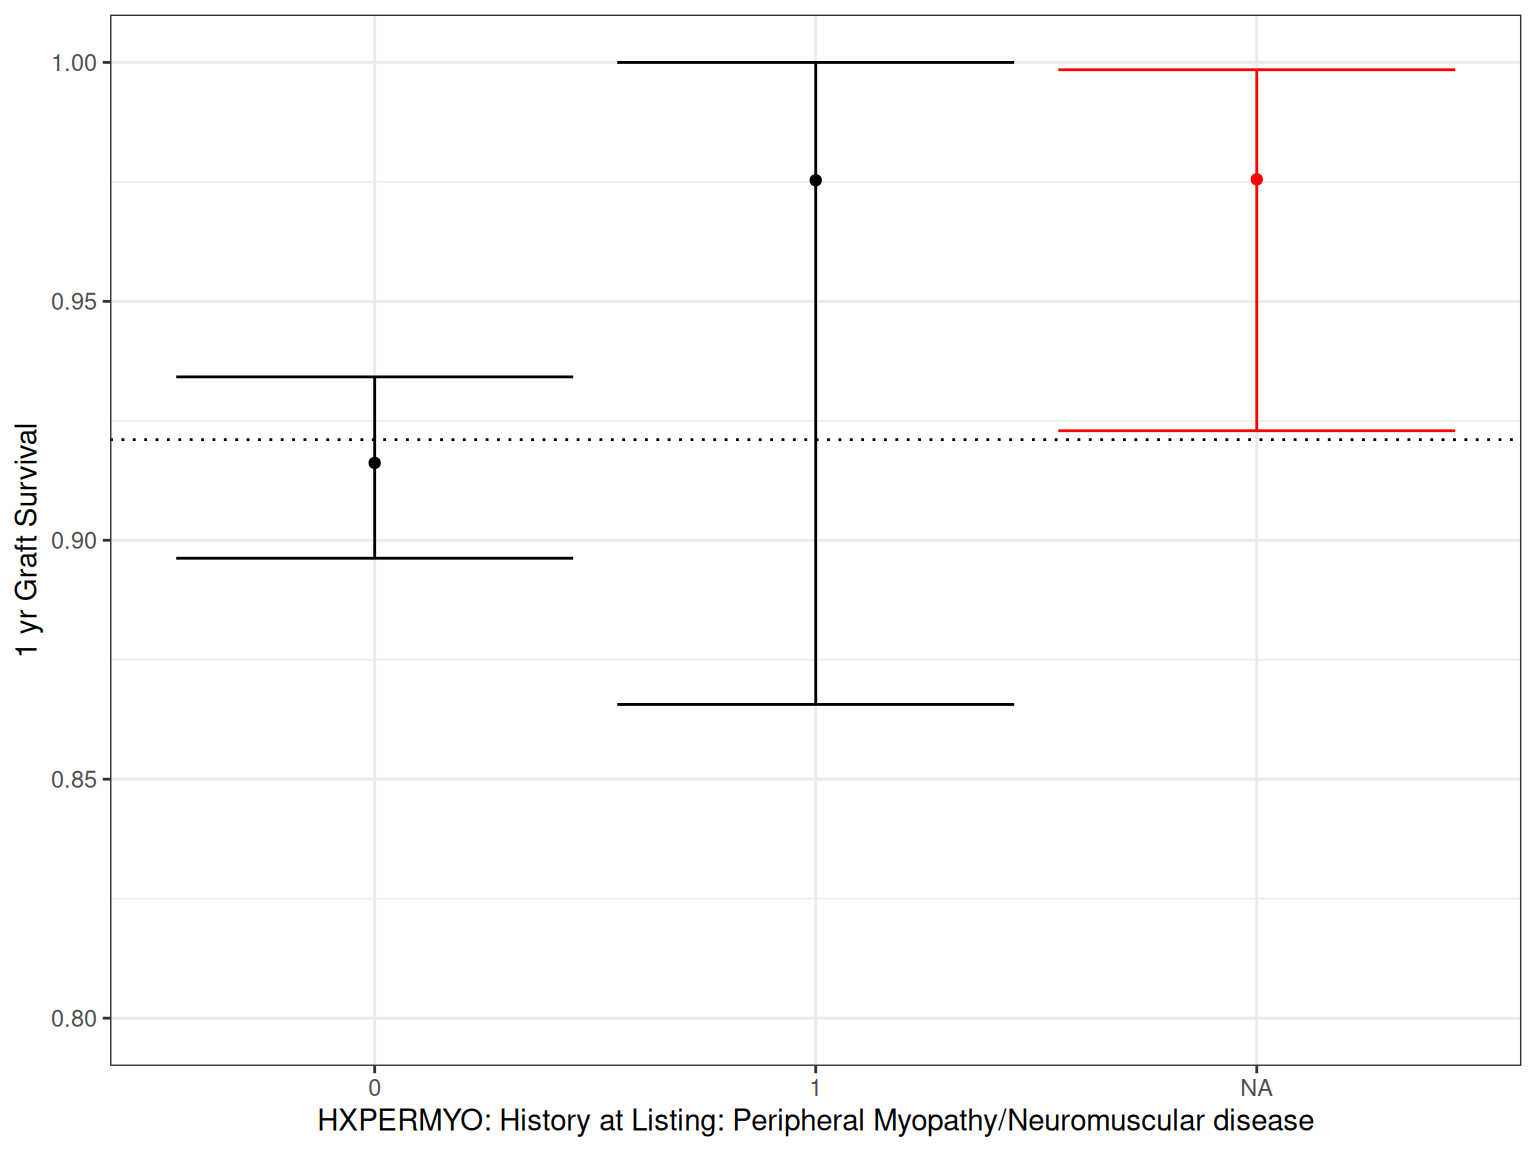 1.00
0.95
0.90
0.85
0.80
1 yr Graft Survival
0
1
NA
HXPERMYO: History at Listing: Peripheral Myopathy/Neuromuscular disease